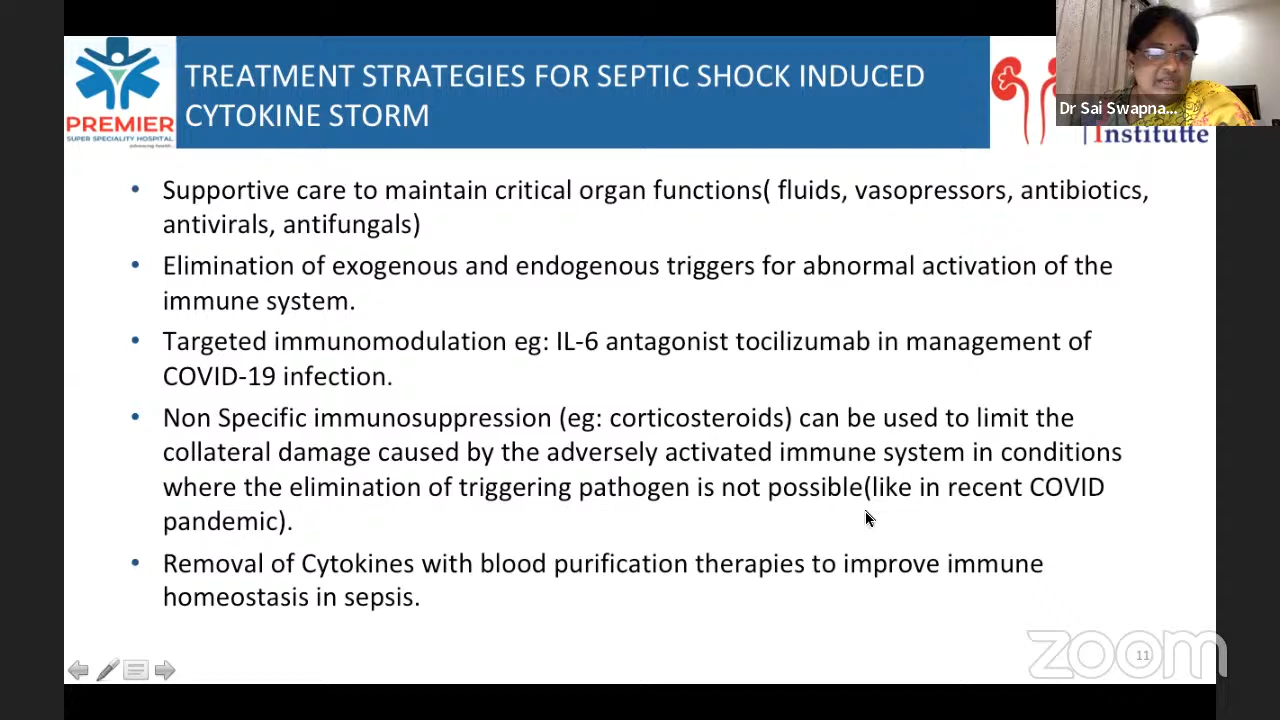 TREATMENT STRATEGIES FOR SEPTIC SHOCK INDUCED
CYTOKINE STORM
PREMIER
SUPER SPECIALITY HOSPITAL
advancing health..
Dr Sai Swapna...
Institutte
• Supportive care to maintain critical organ functions( fluids, vasopressors, antibiotics,
antivirals, antifungals)
• Elimination of exogenous and endogenous triggers for abnormal activation of the
immune system.
• Targeted immunomodulation eg: IL-6 antagonist tocilizumab in management of
COVID-19 infection.
• Non Specific immunosuppression (eg: corticosteroids) can be used to limit the
collateral damage caused by the adversely activated immune system in conditions
where the elimination of triggering pathogen is not possible(like in recent COVID
pandemic).
• Removal of Cytokines with blood purification therapies to improve immune
homeostasis in sepsis.
zoom
11